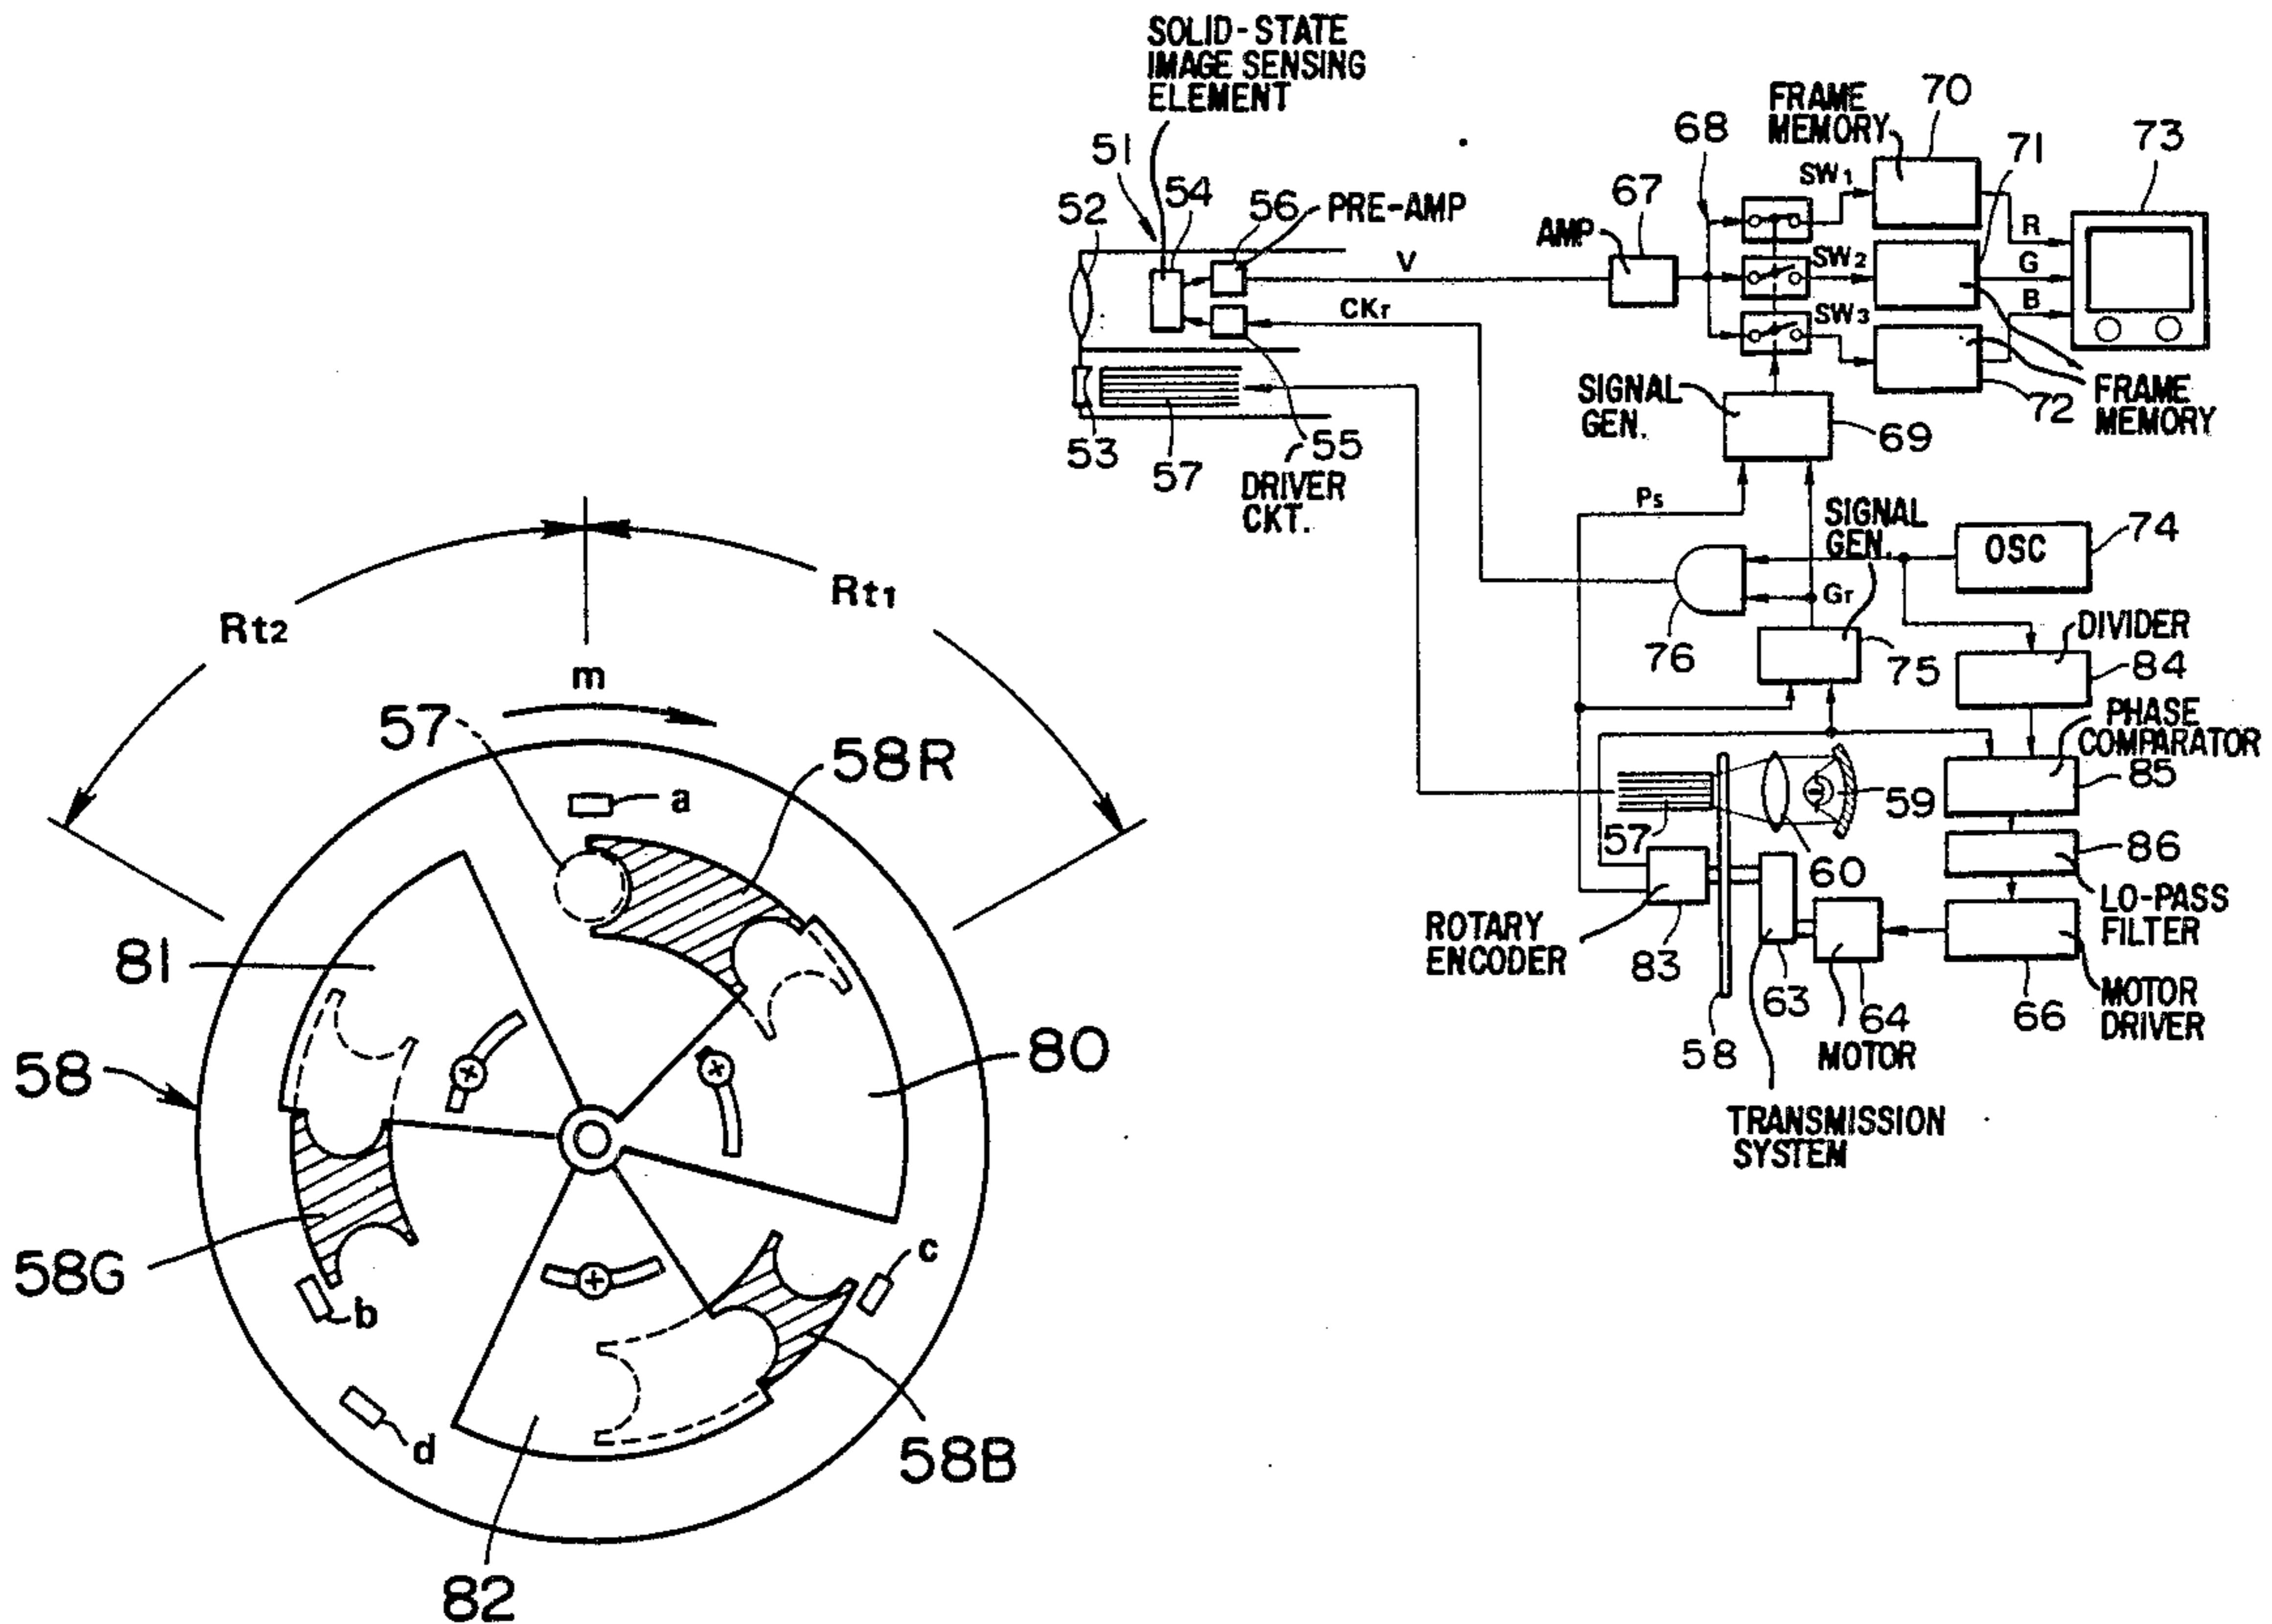 SOLID-STATE
IMAGE SENSING
ELEMENT
51
52
54
56
PRE-AMP
V
CKr
53
57
55
DRIVER
CKT.
AMP
67
68
FRAME
MEMORY
70
71
73
SW1
SW2
SW3
R
G
B
72
FRAME
MEMORY
SIGNAL
GEN.
69
Ps
SIGNAL
GEN.
Gr
76
75
OSC
74
DIVIDER
84
PHASE
COMPARATOR
85
86
LO-PASS
FILTER
57
60
59
ROTARY
ENCODER
83
58
63
64
MOTOR
66
MOTOR
DRIVER
TRANSMISSION
SYSTEM
Rt2
Rt1
m
57
58R
a
81
80
58
58G
b
c
d
58B
82